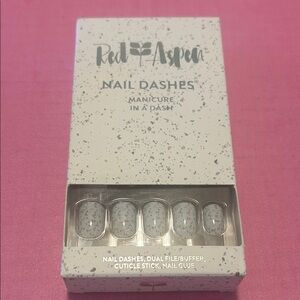 Red Aspen
NAIL DASHES
MANICURE
IN A DASH
NAIL DASHES, DUAL FILE/BUFFER,
CUTICLE STICK, NAIL GLUE